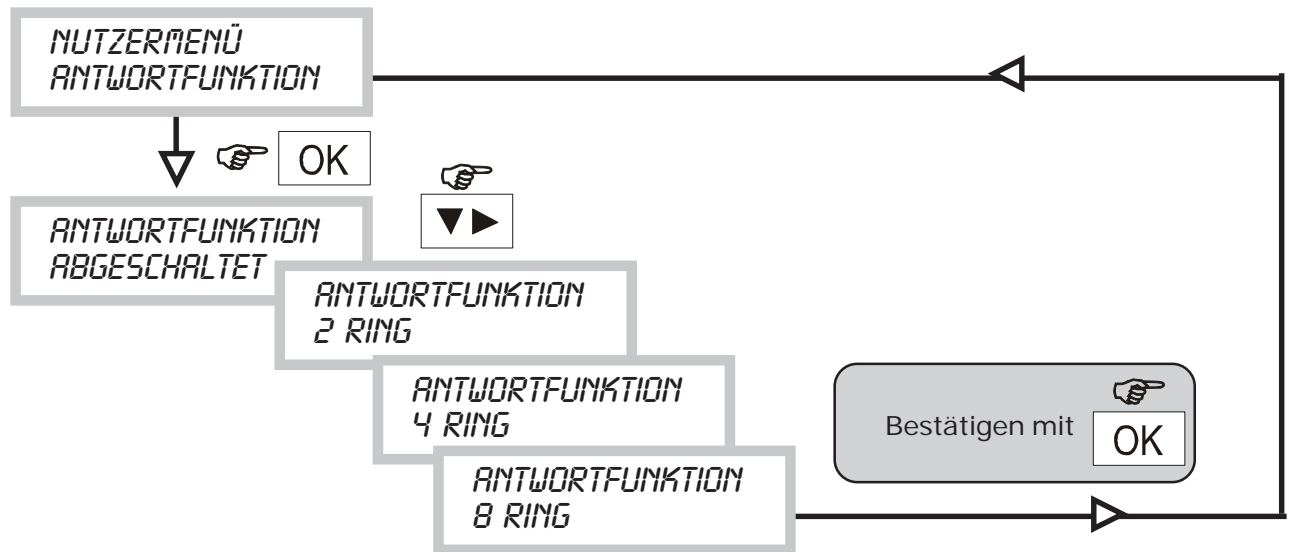 NUTZERMENÜ
ANTWORTFUNKTION
OK
ANTWORTFUNKTION
ABGESCHALTET
ANTWORTFUNKTION
2 RING
ANTWORTFUNKTION
4 RING
Bestätigen mit
OK
ANTWORTFUNKTION
8 RING